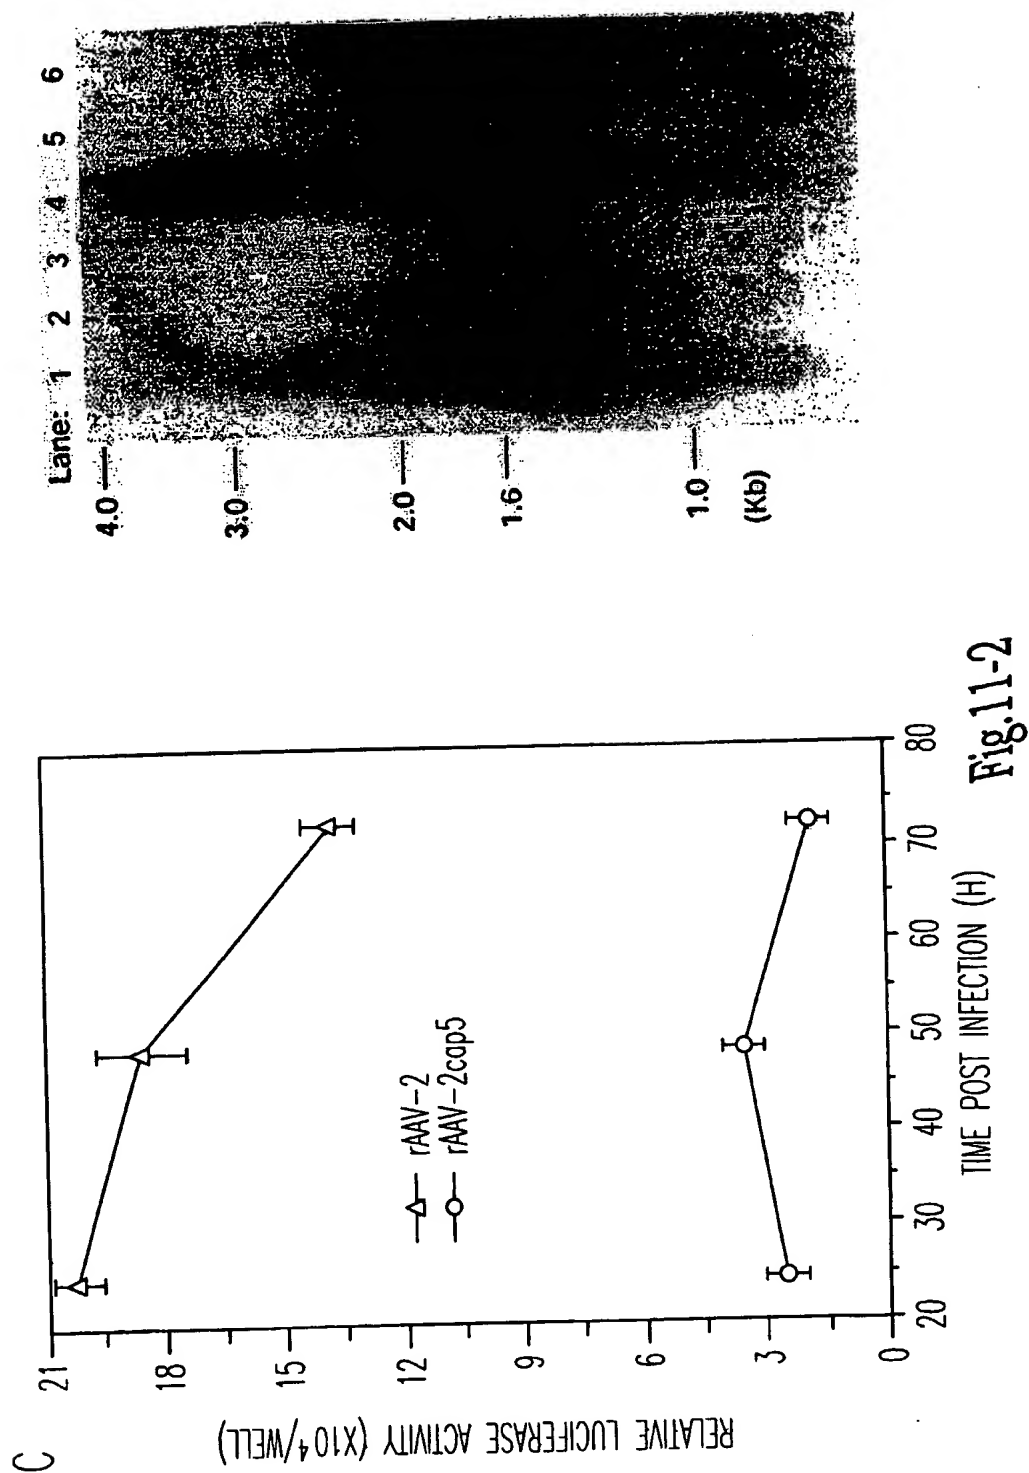 C
RELATIVE LUCIFERASE ACTIVITY (X10⁴/WELL)
21
18
15
12
9
6
3
0
rAAV-2
rAAV-2cap5
20 30 40 50 60 70 80
TIME POST INFECTION (H)
Lane: 1 2 3 4 5 6
4.0
3.0
2.0
1.6
1.0
(Kb)
Fig.11-2